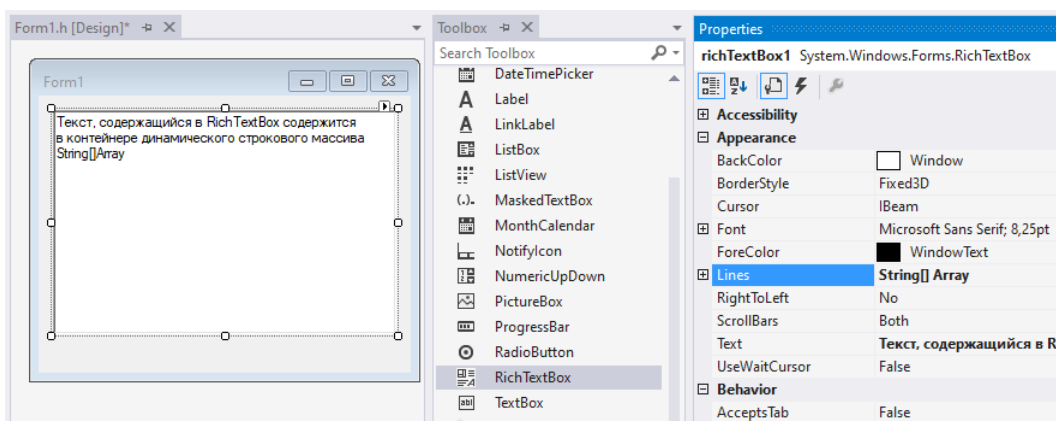 Form1.h [Design]*
Form1
Текст, содержащийся в RichTextBox содержится
в контейнере динамического строкового массива
String[]Array
Toolbox
Search Toolbox
DateTimePicker
Label
LinkLabel
ListBox
ListView
MaskedTextBox
MonthCalendar
NotifyIcon
NumericUpDown
PictureBox
ProgressBar
RadioButton
RichTextBox
TextBox
Properties
richTextBox1 System.Windows.Forms.RichTextBox
Accessibility
Appearance
BackColor Window
BorderStyle Fixed3D
Cursor IBeam
Font Microsoft Sans Serif; 8,25pt
ForeColor WindowText
Lines String[] Array
RightToLeft No
ScrollBars Both
Text Текст, содержащийся в R
UseWaitCursor False
Behavior
AcceptsTab False